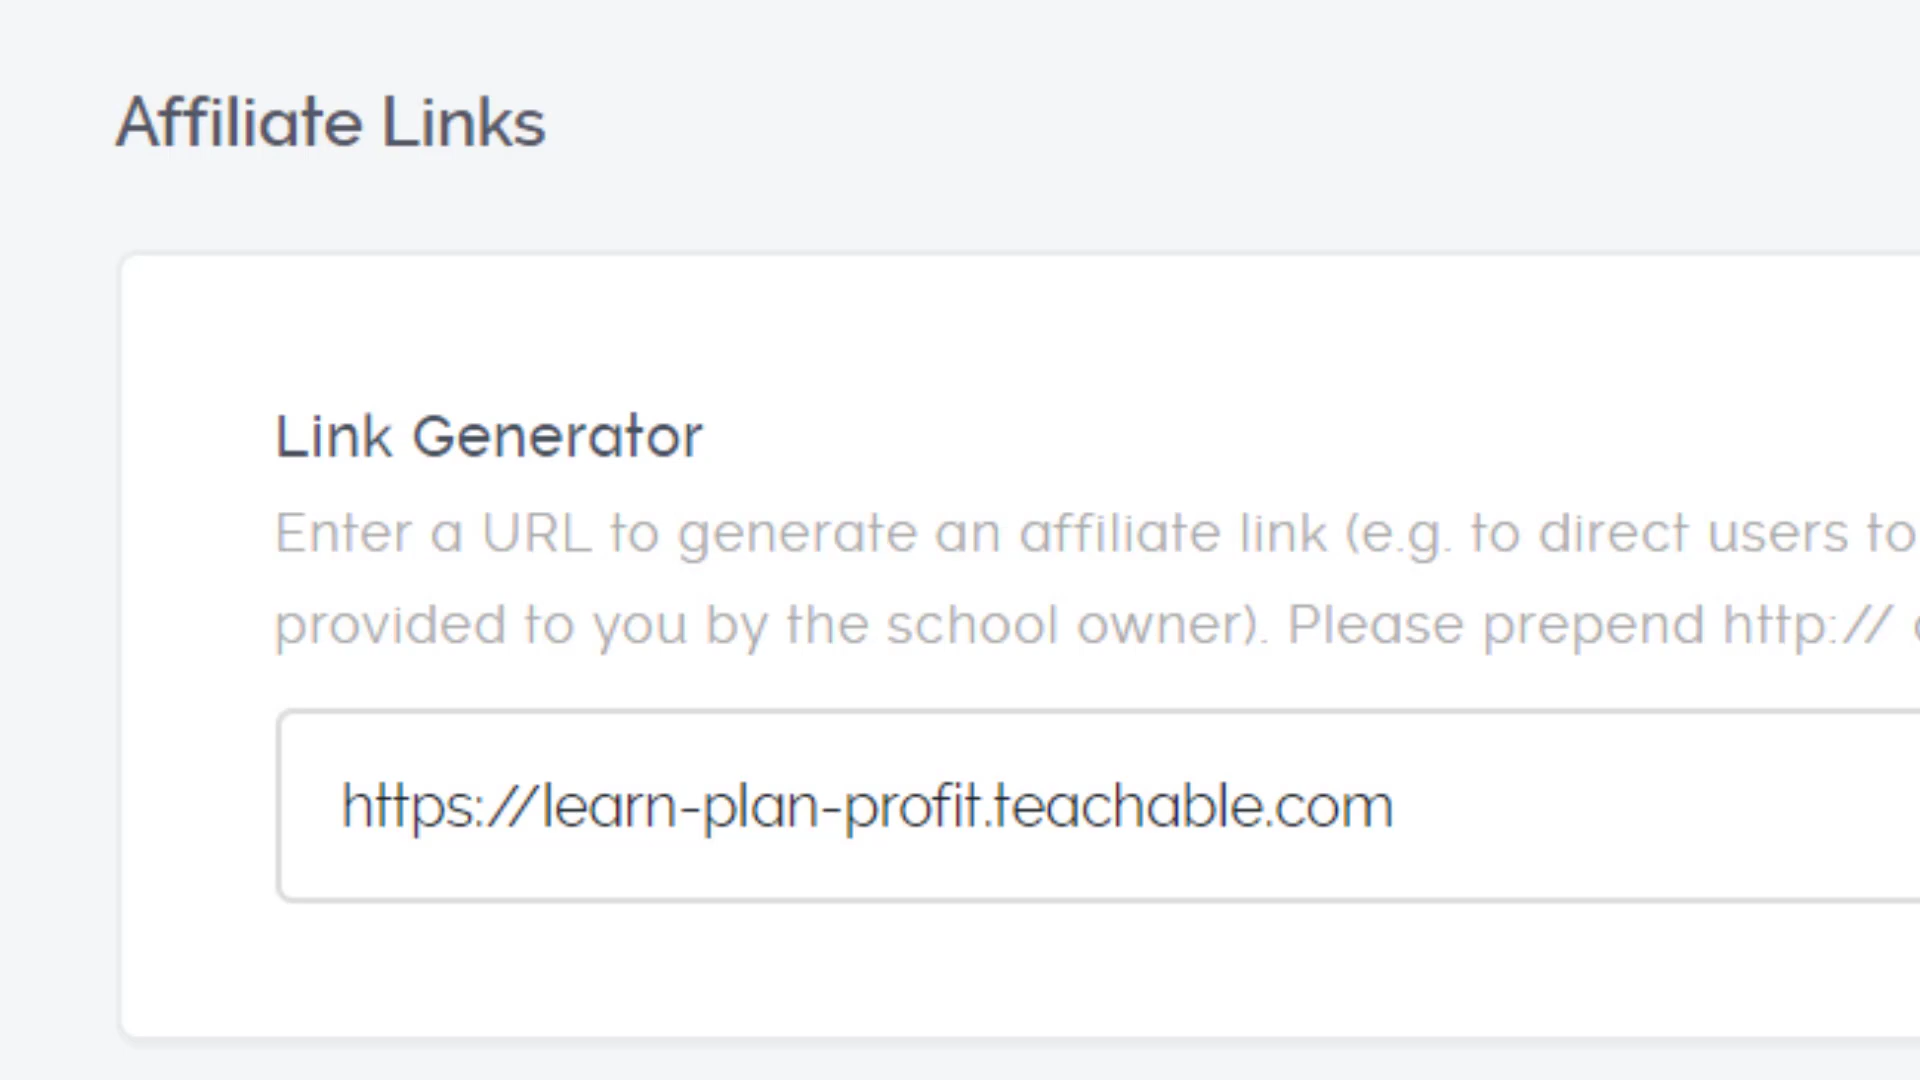 Affiliate Links
Link Generator
Enter a URL to generate an affiliate link (e.g. to direct users to
provided to you by the school owner). Please prepend http://
https://learn-plan-profit.teachable.com